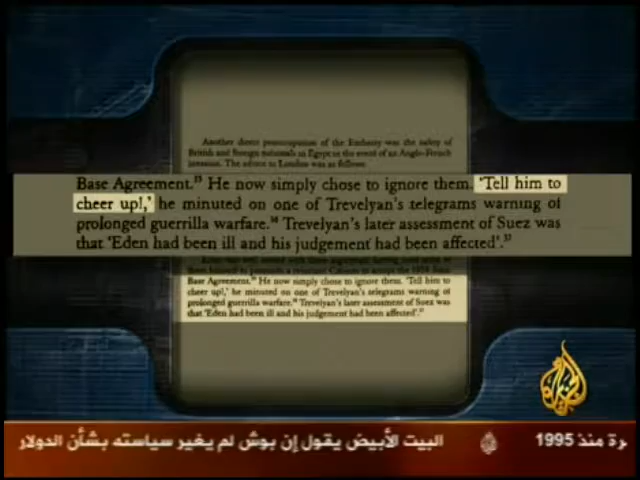 Another direct preoccupation of the Embassy was the safety of
British and foreign nationals in Egypt in the event of an Anglo-French
invasion. The advice to London was as follows:
Base Agreement.³⁵ He now simply chose to ignore them. 'Tell him to
cheer up!,' he minuted on one of Trevelyan's telegrams warning of
prolonged guerrilla warfare.³⁶ Trevelyan's later assessment of Suez was
that 'Eden had been ill and his judgement had been affected'.³⁷
Base Agreement.³⁵ He now simply chose to ignore them. 'Tell him to
cheer up!,' he minuted on one of Trevelyan's telegrams warning of
prolonged guerrilla warfare.³⁶ Trevelyan's later assessment of Suez was
that 'Eden had been ill and his judgement had been affected'.³⁷
الجزيرة
رة منذ 1995
البيت الأبيض يقول إن بوش لم يغير سياسته بشأن الدولار